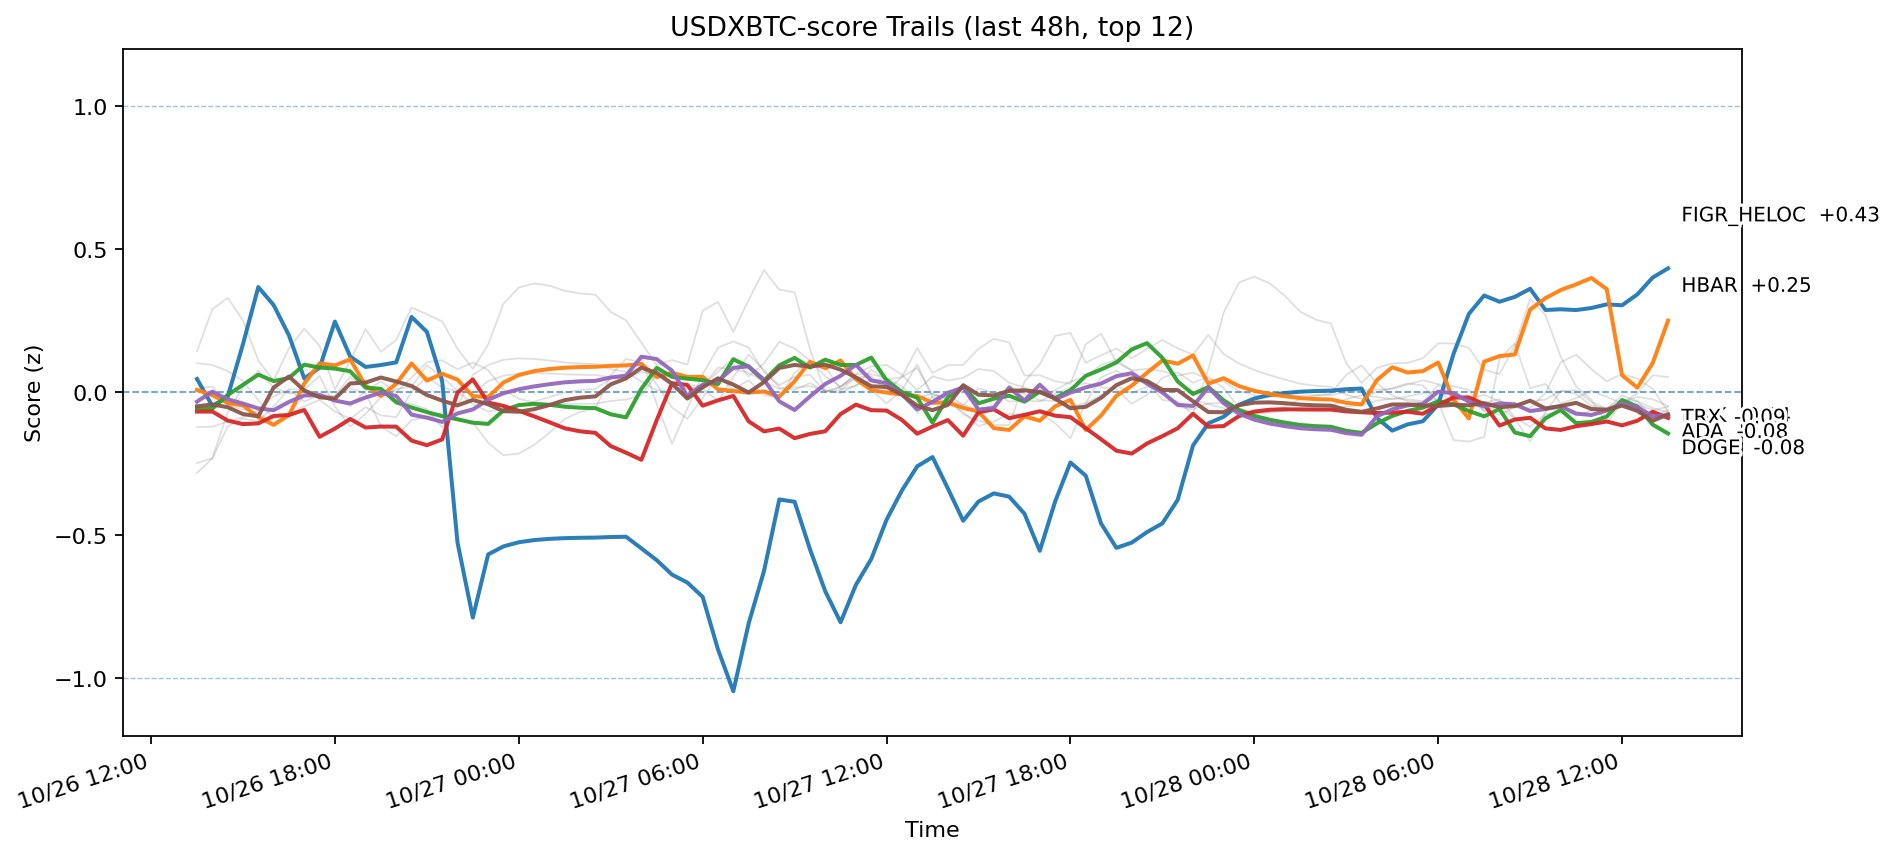 USDXBTC-score Trails (last 48h, top 12)
Score (z)
1.0
0.5
0.0
−0.5
−1.0
FIGR_HELOC +0.43
HBAR +0.25
TRX
ADA -0.08
DOGE -0.08
10/26 12:00
10/26 18:00
10/27 00:00
10/27 06:00
10/27 12:00
10/27 18:00
10/28 00:00
10/28 06:00
10/28 12:00
Time